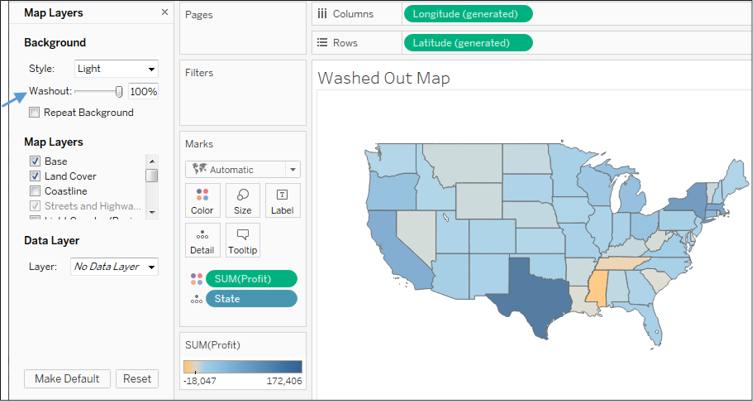 Map Layers ×
Background
Style: Light
Washout: 100%
Repeat Background
Map Layers
Base
Land Cover
Coastline
Streets and Highwa...
Data Layer
Layer: No Data Layer
Make Default Reset
Pages
Filters
Marks
Automatic
Color Size Label
T
Detail Tooltip
SUM(Profit)
State
SUM(Profit)
-18,047 172,406
Columns Longitude (generated)
Rows Latitude (generated)
Washed Out Map